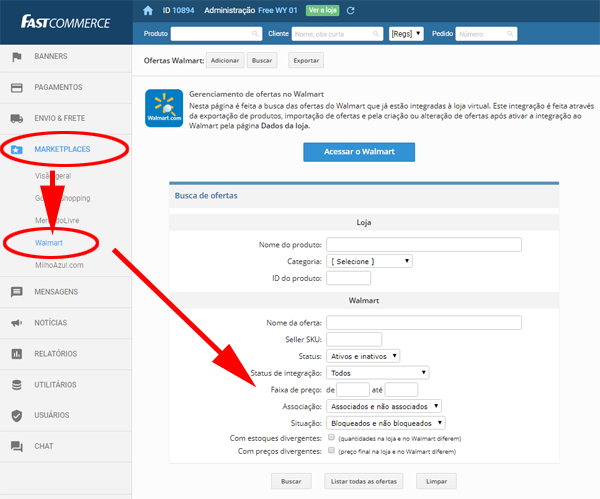 FASTCOMMERCE
ID 10894 Administração Free WY 01 Ver a loja
Produto Cliente Nome, cpf/cnpj [Regs] Pedido Número
BANNERS
PAGAMENTOS
ENVIO & FRETE
MARKETPLACES
Visão geral
Shopping
MercadoLivre
Walmart
MilhoAzul.com
MENSAGENS
NOTÍCIAS
RELATÓRIOS
UTILITÁRIOS
USUÁRIOS
CHAT
Ofertas Walmart: Adicionar Buscar Exportar
Walmart.com
Gerenciamento de ofertas no Walmart
Nesta página é feita a busca das ofertas do Walmart que já estão integradas à loja virtual. Este integração é feita através
da exportação de produtos, importação de ofertas e pela criação ou alteração de ofertas após ativar a integração ao
Walmart pela página Dados da loja.
Acessar o Walmart
Busca de ofertas
Loja
Nome do produto:
Categoria: [ Selecione ]
ID do produto:
Walmart
Nome da oferta:
Seller SKU:
Status: Ativos e inativos
Status de integração: Todos
Faixa de preço: de até
Associação: Associados e não associados
Situação: Bloqueados e não bloqueados
Com estoques divergentes: (quantidades na loja e no Walmart diferem)
Com preços divergentes: (preço final na loja e no Walmart diferem)
Buscar Listar todas as ofertas Limpar